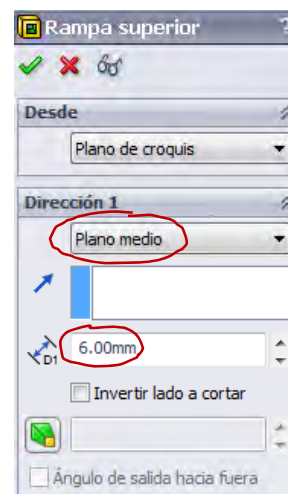 Rampa superior ?
Desde
Plano de croquis
Dirección 1
Plano medio
D1 6.00mm
Invertir lado a cortar
Ángulo de salida hacia fuera